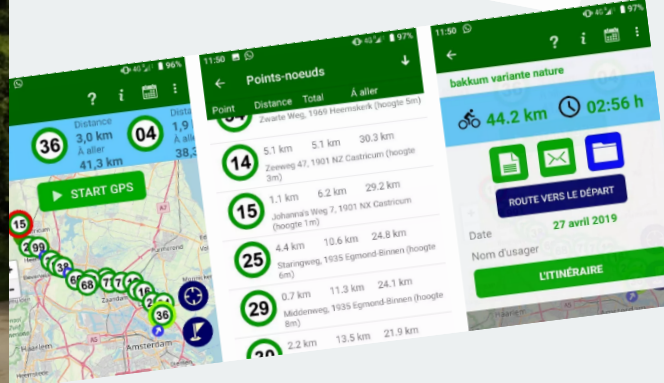 96%
?
i
Distance
3,0 km
À aller
41,3 km
36
04
1,9
38,
START GPS
15
99
38
68
16
36
Zaandam
Purmerend
Haarlem
Amsterdam
11:50
97%
Points-noeuds
Point Distance Total À aller
Zwarte Weg, 1969 Heemskerk (hoogte 5m)
14
5.1 km 5.1 km 30.3 km
Zeeweg 47, 1901 NZ Castricum (hoogte
3m)
15
1.1 km 6.2 km 29.2 km
Johanna's Weg 7, 1901 NX Castricum
(hoogte 1m)
25
4.4 km 10.6 km 24.8 km
Staringweg, 1935 Egmond-Binnen (hoogte
6m)
29
0.7 km 11.3 km 24.1 km
Middenweg, 1935 Egmond-Binnen (hoogte
8m)
2.2 km 13.5 km 21.9 km
11:50
97%
?
i
bakkum variante nature
44.2 km 02:56 h
ROUTE VERS LE DÉPART
Date 27 avril 2019
Nom d'usager
L'ITINÉRAIRE
Haarlem
Amsterdam